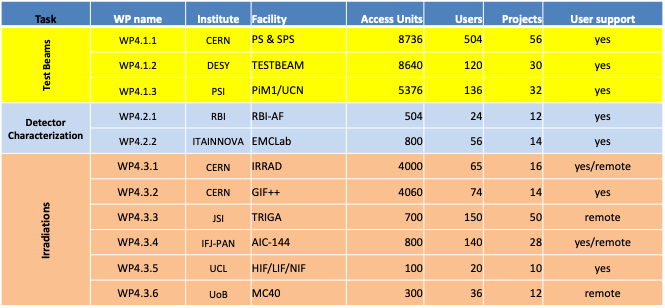 Task WP name Institute Facility Access Units Users Projects User support
Test Beams
WP4.1.1 CERN PS & SPS 8736 504 56 yes
WP4.1.2 DESY TESTBEAM 8640 120 30 yes
WP4.1.3 PSI PiM1/UCN 5376 136 32 yes
Detector
Characterization
WP4.2.1 RBI RBI-AF 504 24 12 yes
WP4.2.2 ITAINNOVA EMCLab 800 56 14 yes
Irradiations
WP4.3.1 CERN IRRAD 4000 65 16 yes/remote
WP4.3.2 CERN GIF++ 4060 74 14 yes
WP4.3.3 JSI TRIGA 700 150 50 remote
WP4.3.4 IFJ-PAN AIC-144 800 140 28 yes/remote
WP4.3.5 UCL HIF/LIF/NIF 100 20 10 yes
WP4.3.6 UoB MC40 300 36 12 remote